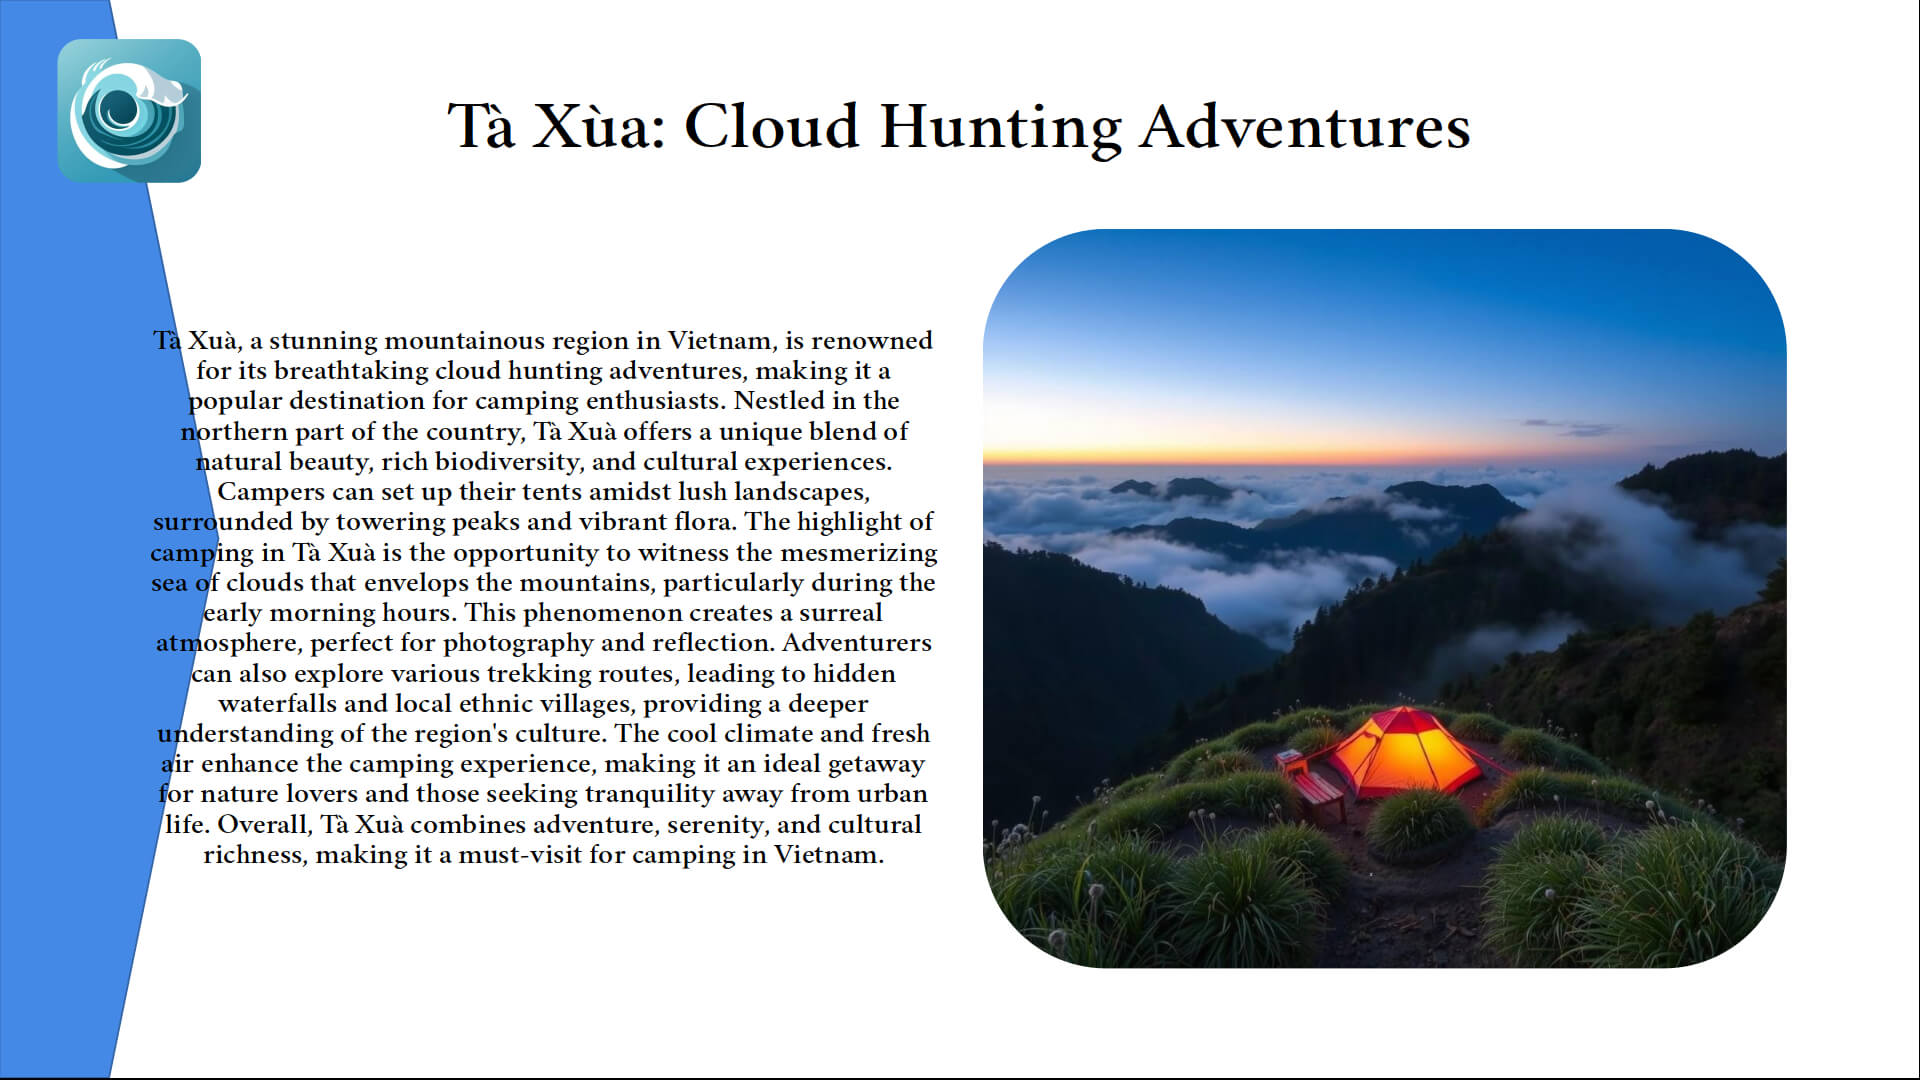 Tà Xùa: Cloud Hunting Adventures
Tà Xuà, a stunning mountainous region in Vietnam, is renowned
for its breathtaking cloud hunting adventures, making it a
popular destination for camping enthusiasts. Nestled in the
northern part of the country, Tà Xuà offers a unique blend of
natural beauty, rich biodiversity, and cultural experiences.
Campers can set up their tents amidst lush landscapes,
surrounded by towering peaks and vibrant flora. The highlight of
camping in Tà Xuà is the opportunity to witness the mesmerizing
sea of clouds that envelops the mountains, particularly during the
early morning hours. This phenomenon creates a surreal
atmosphere, perfect for photography and reflection. Adventurers
can also explore various trekking routes, leading to hidden
waterfalls and local ethnic villages, providing a deeper
understanding of the region's culture. The cool climate and fresh
air enhance the camping experience, making it an ideal getaway
for nature lovers and those seeking tranquility away from urban
life. Overall, Tà Xuà combines adventure, serenity, and cultural
richness, making it a must-visit for camping in Vietnam.